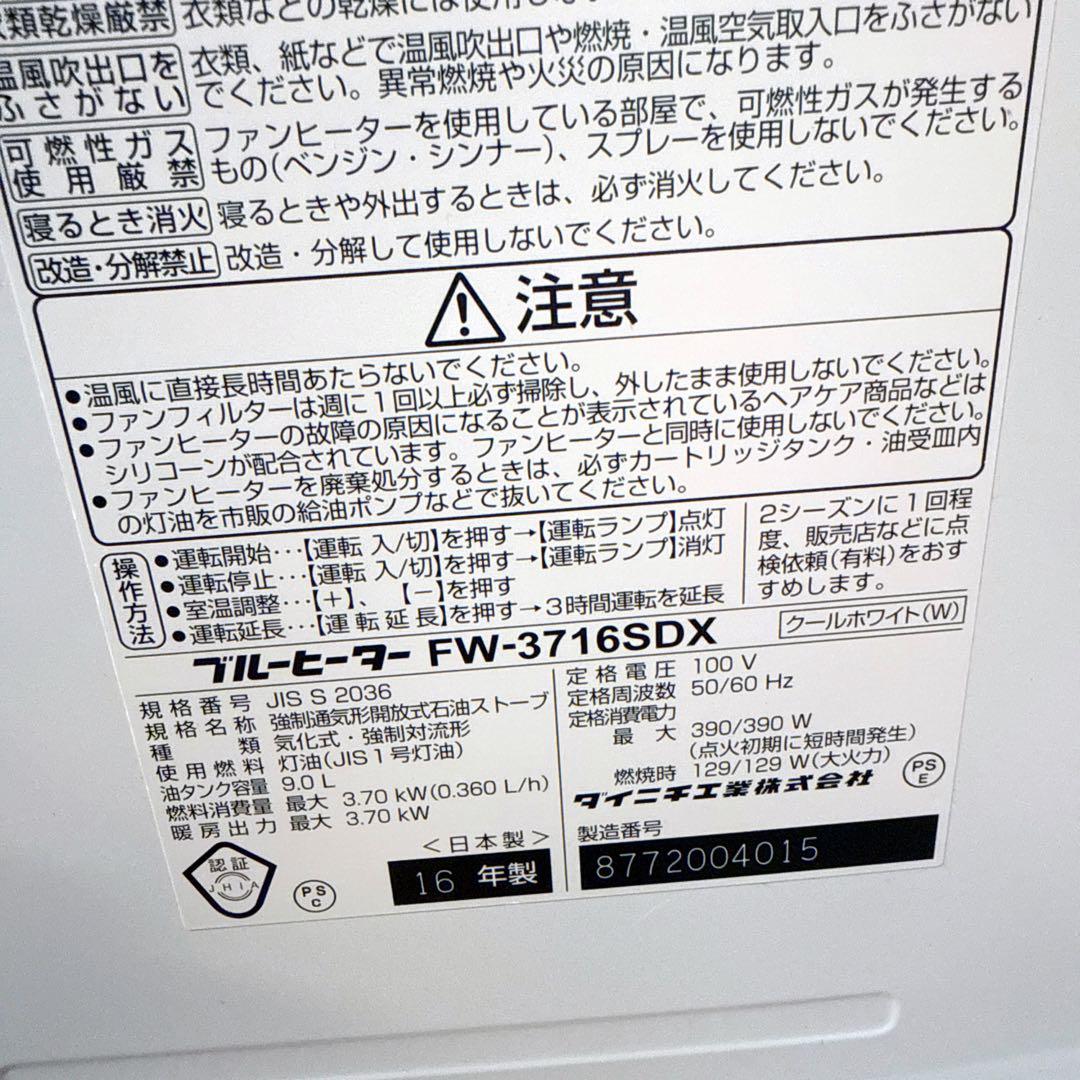 衣類乾燥厳禁 衣類などの乾燥には使用し
温風吹出口をふさがない 衣類、紙などで温風吹出口や燃焼・温風空気取入口をふさがない
でください。異常燃焼や火災の原因になります。
可燃性ガス使用厳禁 ファンヒーターを使用している部屋で、可燃性ガスが発生する
もの(ベンジン・シンナー)、スプレーを使用しないでください。
寝るとき消火 寝るときや外出するときは、必ず消火してください。
改造・分解禁止 改造・分解して使用しないでください。
注意
●温風に直接長時間あたらないでください。
●ファンフィルターは週に1回以上必ず掃除し、外したまま使用しないでください。
●ファンヒーターの故障の原因になることが表示されているヘアケア商品などは
シリコーンが配合されています。ファンヒーターと同時に使用しないでください。
●ファンヒーターを廃棄処分するときは、必ずカートリッジタンク・油受皿内
の灯油を市販の給油ポンプなどで抜いてください。
操作方法
●運転開始…【運転 入/切】を押す→【運転ランプ】点灯
●運転停止…【運転 入/切】を押す→【運転ランプ】消灯
●室温調整…【+】、【-】を押す
●運転延長…【運転延長】を押す→3時間運転を延長
2シーズンに1回程
度、販売店などに点
検依頼(有料)をおす
すめします。
ブルーヒーター FW-3716SDX
クールホワイト(W)
規格番号 JIS S 2036
規格名称 強制通気形開放式石油ストーブ
種類 気化式・強制対流形
使用燃料 灯油(JIS1号灯油)
油タンク容量 9.0 L
燃料消費量 最大 3.70 kW(0.360 L/h)
暖房出力 最大 3.70 kW
定格電圧 100 V
定格周波数 50/60 Hz
定格消費電力
最大 390/390 W
(点火初期に短時間発生)
燃焼時 129/129 W(大火力)
ダイニチ工業株式会社
PSE
<日本製>
製造番号
認証
JHIA
PSC
16 年製
8772004015